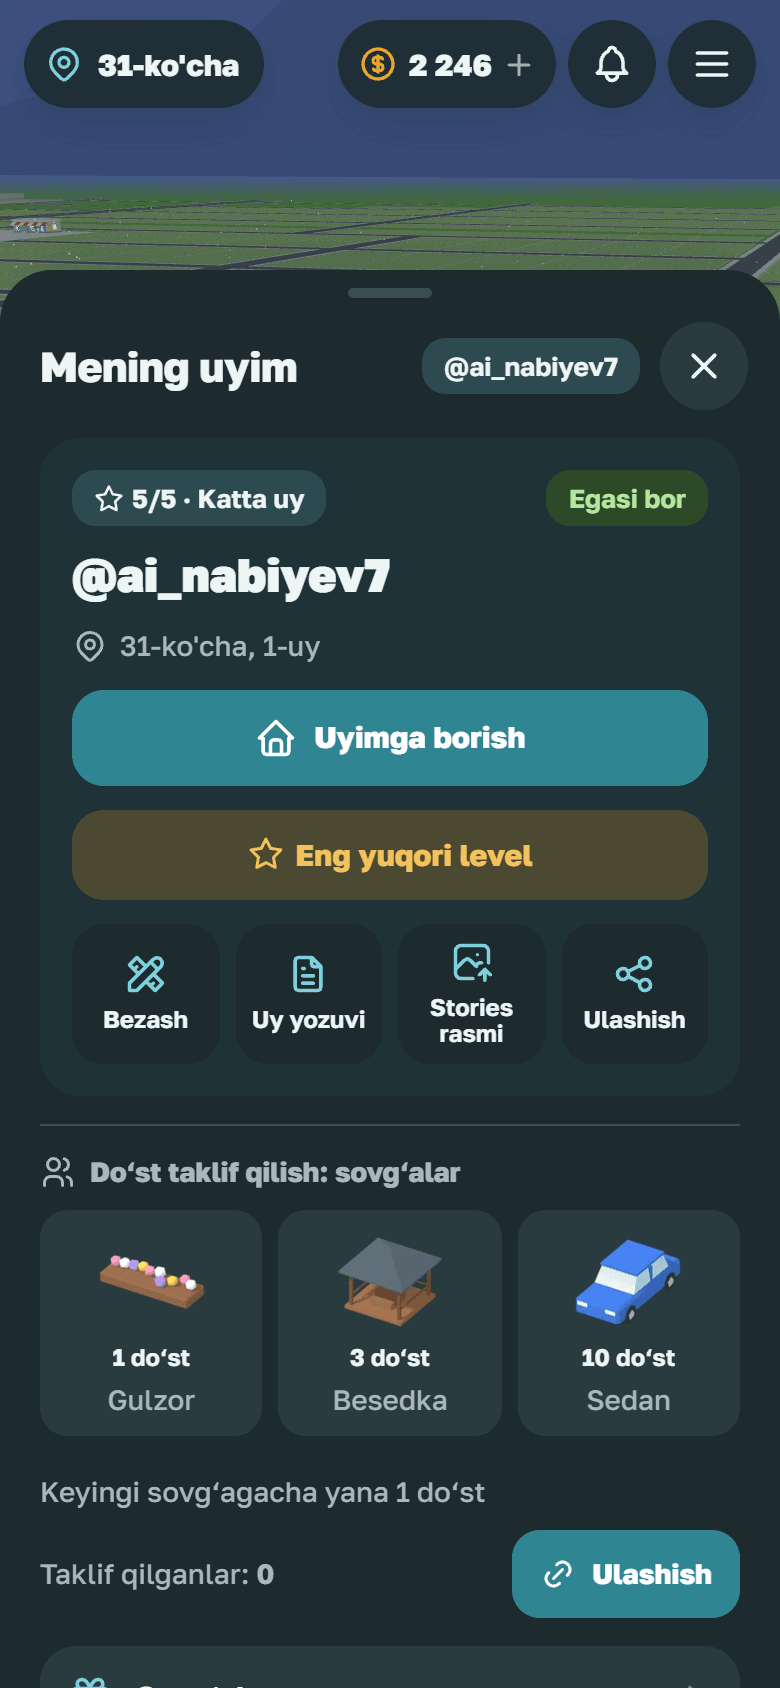 31-ko'cha
2 246
Mening uyim
@ai_nabiyev7
5/5 · Katta uy
Egasi bor
@ai_nabiyev7
31-ko'cha, 1-uy
Uyimga borish
Eng yuqori level
Bezash
Uy yozuvi
Stories
rasmi
Ulashish
Do‘st taklif qilish: sovg‘alar
1 do‘st
Gulzor
3 do‘st
Besedka
10 do‘st
Sedan
Keyingi sovg‘agacha yana 1 do‘st
Taklif qilganlar: 0
Ulashish